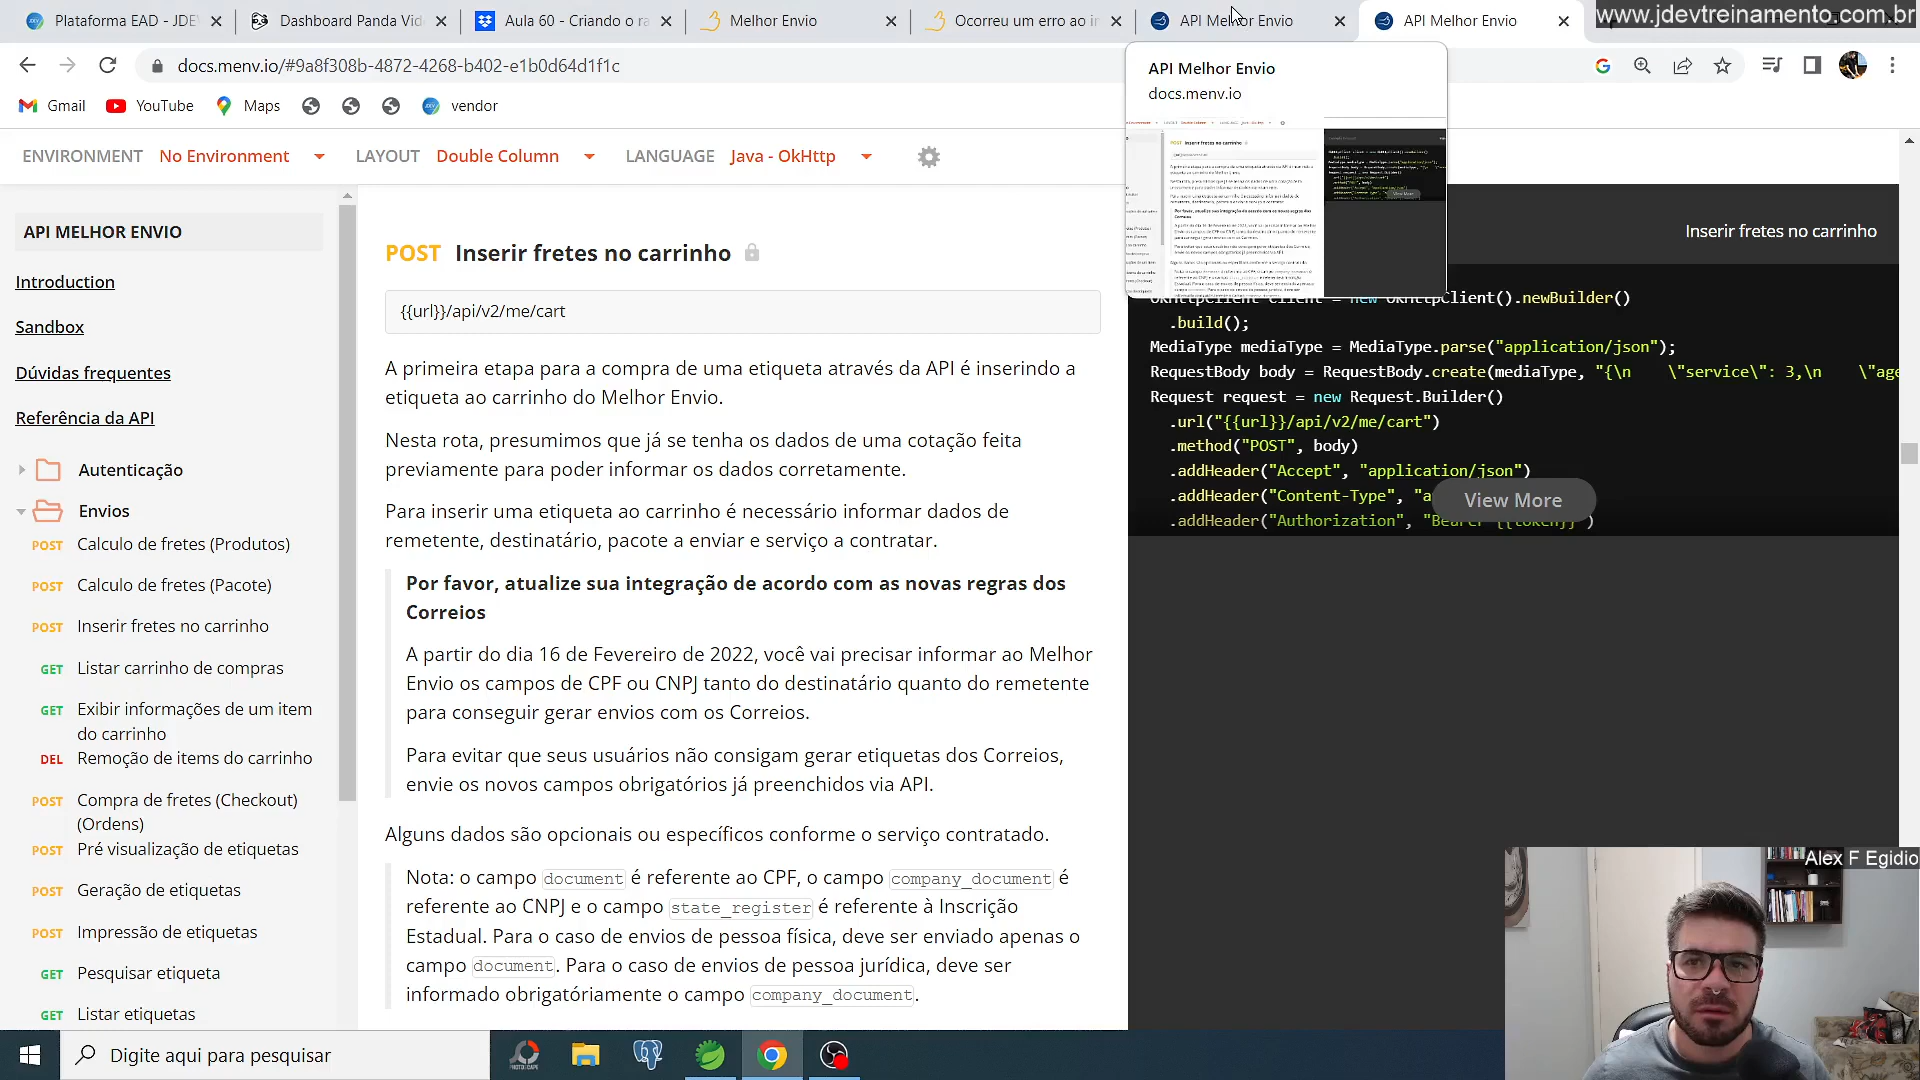 Plataforma EAD - JDE
Dashboard Panda Vid
Aula 60 - Criando o ra
Melhor Envio
Ocorreu um erro ao in
API Melhor Envio
API Melhor Envio
www.jdevtreinamento.com.br
docs.menv.io/#9a8f308b-4872-4268-b402-e1b0d64d1f1c
API Melhor Envio
docs.menv.io
Gmail
YouTube
Maps
vendor
ENVIRONMENT No Environment
LAYOUT Double Column
LANGUAGE Java - OkHttp
API MELHOR ENVIO
Introduction
Sandbox
Dúvidas frequentes
Referência da API
Autenticação
Envios
POST Calculo de fretes (Produtos)
POST Calculo de fretes (Pacote)
POST Inserir fretes no carrinho
GET Listar carrinho de compras
GET Exibir informações de um item
do carrinho
DEL Remoção de items do carrinho
POST Compra de fretes (Checkout)
(Ordens)
POST Pré visualização de etiquetas
POST Geração de etiquetas
POST Impressão de etiquetas
GET Pesquisar etiqueta
GET Listar etiquetas
POST Inserir fretes no carrinho
{{url}}/api/v2/me/cart
A primeira etapa para a compra de uma etiqueta através da API é inserindo a
etiqueta ao carrinho do Melhor Envio.
Nesta rota, presumimos que já se tenha os dados de uma cotação feita
previamente para poder informar os dados corretamente.
Para inserir uma etiqueta ao carrinho é necessário informar dados de
remetente, destinatário, pacote a enviar e serviço a contratar.
Por favor, atualize sua integração de acordo com as novas regras dos
Correios
A partir do dia 16 de Fevereiro de 2022, você vai precisar informar ao Melhor
Envio os campos de CPF ou CNPJ tanto do destinatário quanto do remetente
para conseguir gerar envios com os Correios.
Para evitar que seus usuários não consigam gerar etiquetas dos Correios,
envie os novos campos obrigatórios já preenchidos via API.
Alguns dados são opcionais ou específicos conforme o serviço contratado.
Nota: o campo document é referente ao CPF, o campo company_document é
referente ao CNPJ e o campo state_register é referente à Inscrição
Estadual. Para o caso de envios de pessoa física, deve ser enviado apenas o
campo document. Para o caso de envios de pessoa jurídica, deve ser
informado obrigatóriamente o campo company_document.
Inserir fretes no carrinho
OkHttpClient client = new OkHttpClient().newBuilder()
.build();
MediaType mediaType = MediaType.parse("application/json");
RequestBody body = RequestBody.create(mediaType, "{\n    \"service\": 3,\n    \"age
Request request = new Request.Builder()
.url("{{url}}/api/v2/me/cart")
.method("POST", body)
.addHeader("Accept", "application/json")
.addHeader("Content-Type", "a
View More
.addHeader("Authorization", "Bearer {{token}}")
Alex F Egidio
Digite aqui para pesquisar